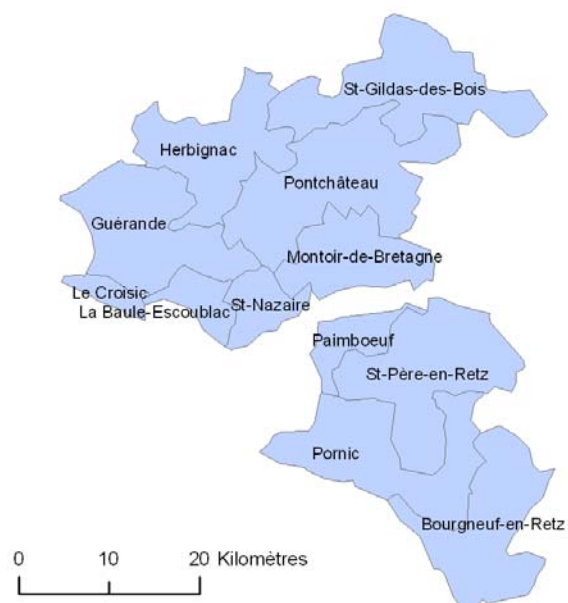 St-Gildas-des-Bois
Herbignac
Pontchâteau
Guérande
Montoir-de-Bretagne
Le Croisic
La Baule-Escoublac
St-Nazaire
Paimboeuf
St-Père-en-Retz
Pornic
Bourgneuf-en-Retz
0 10 20 Kilomètres